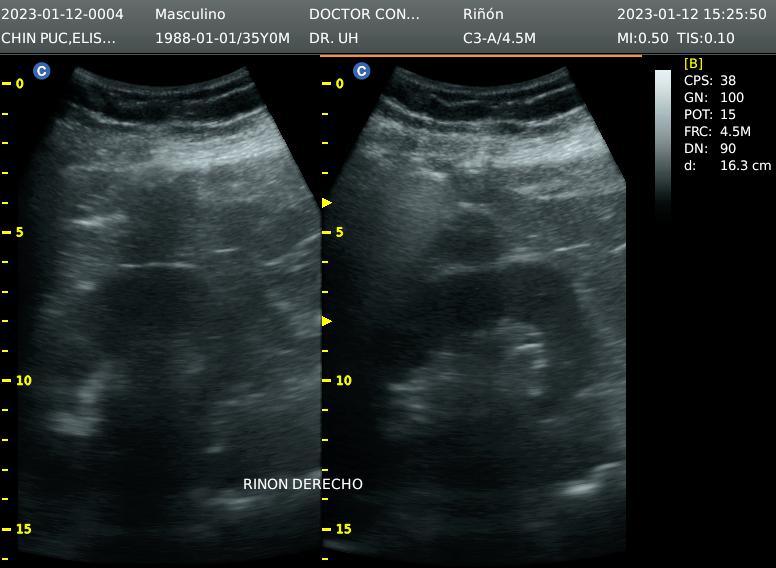 2023-01-12-0004 Masculino DOCTOR CON... Riñón 2023-01-12 15:25:50
CHIN PUC,ELIS... 1988-01-01/35Y0M DR. UH C3-A/4.5M MI:0.50 TIS:0.10
C C
[B]
CPS: 38
GN: 100
POT: 15
FRC: 4.5M
DN: 90
d: 16.3 cm
0 0
5 5
10 10
RINON DERECHO
15 15